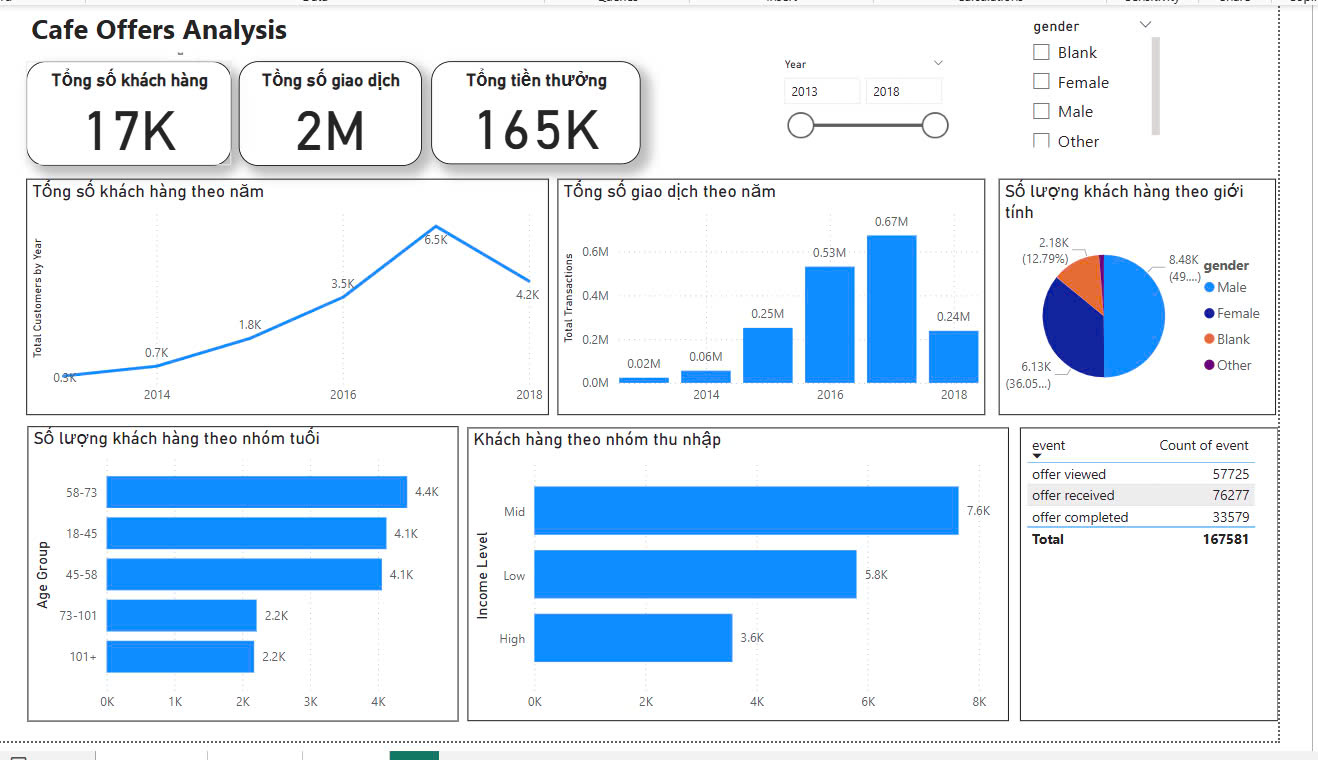 Cafe Offers Analysis
Tổng số khách hàng
17K
Tồng số giao dịch
2M
Tổng tiền thưởng
165K
Year
2013
2018
gender
Blank
Female
Male
Other
Tổng số khách hàng theo năm
Total Customers by Year
0.3K
0.7K
1.8K
3.5K
6.5K
4.2K
2014
2016
2018
Tổng số giao dịch theo năm
Total Transactions
0.6M
0.4M
0.2M
0.0M
0.02M
0.06M
0.25M
0.53M
0.67M
0.24M
2014
2016
2018
Số lượng khách hàng theo giới
tính
2.18K
(12.79%)
8.48K
(49....)
6.13K
(36.05...)
gender
Male
Female
Blank
Other
Số lượng khách hàng theo nhóm tuổi
Age Group
58-73
4.4K
18-45
4.1K
45-58
4.1K
73-101
2.2K
101+
2.2K
0K
1K
2K
3K
4K
Khách hàng theo nhóm thu nhập
Income Level
Mid
7.6K
Low
5.8K
High
3.6K
0K
2K
4K
6K
8K
event Count of event
offer viewed 57725
offer received 76277
offer completed 33579
Total 167581